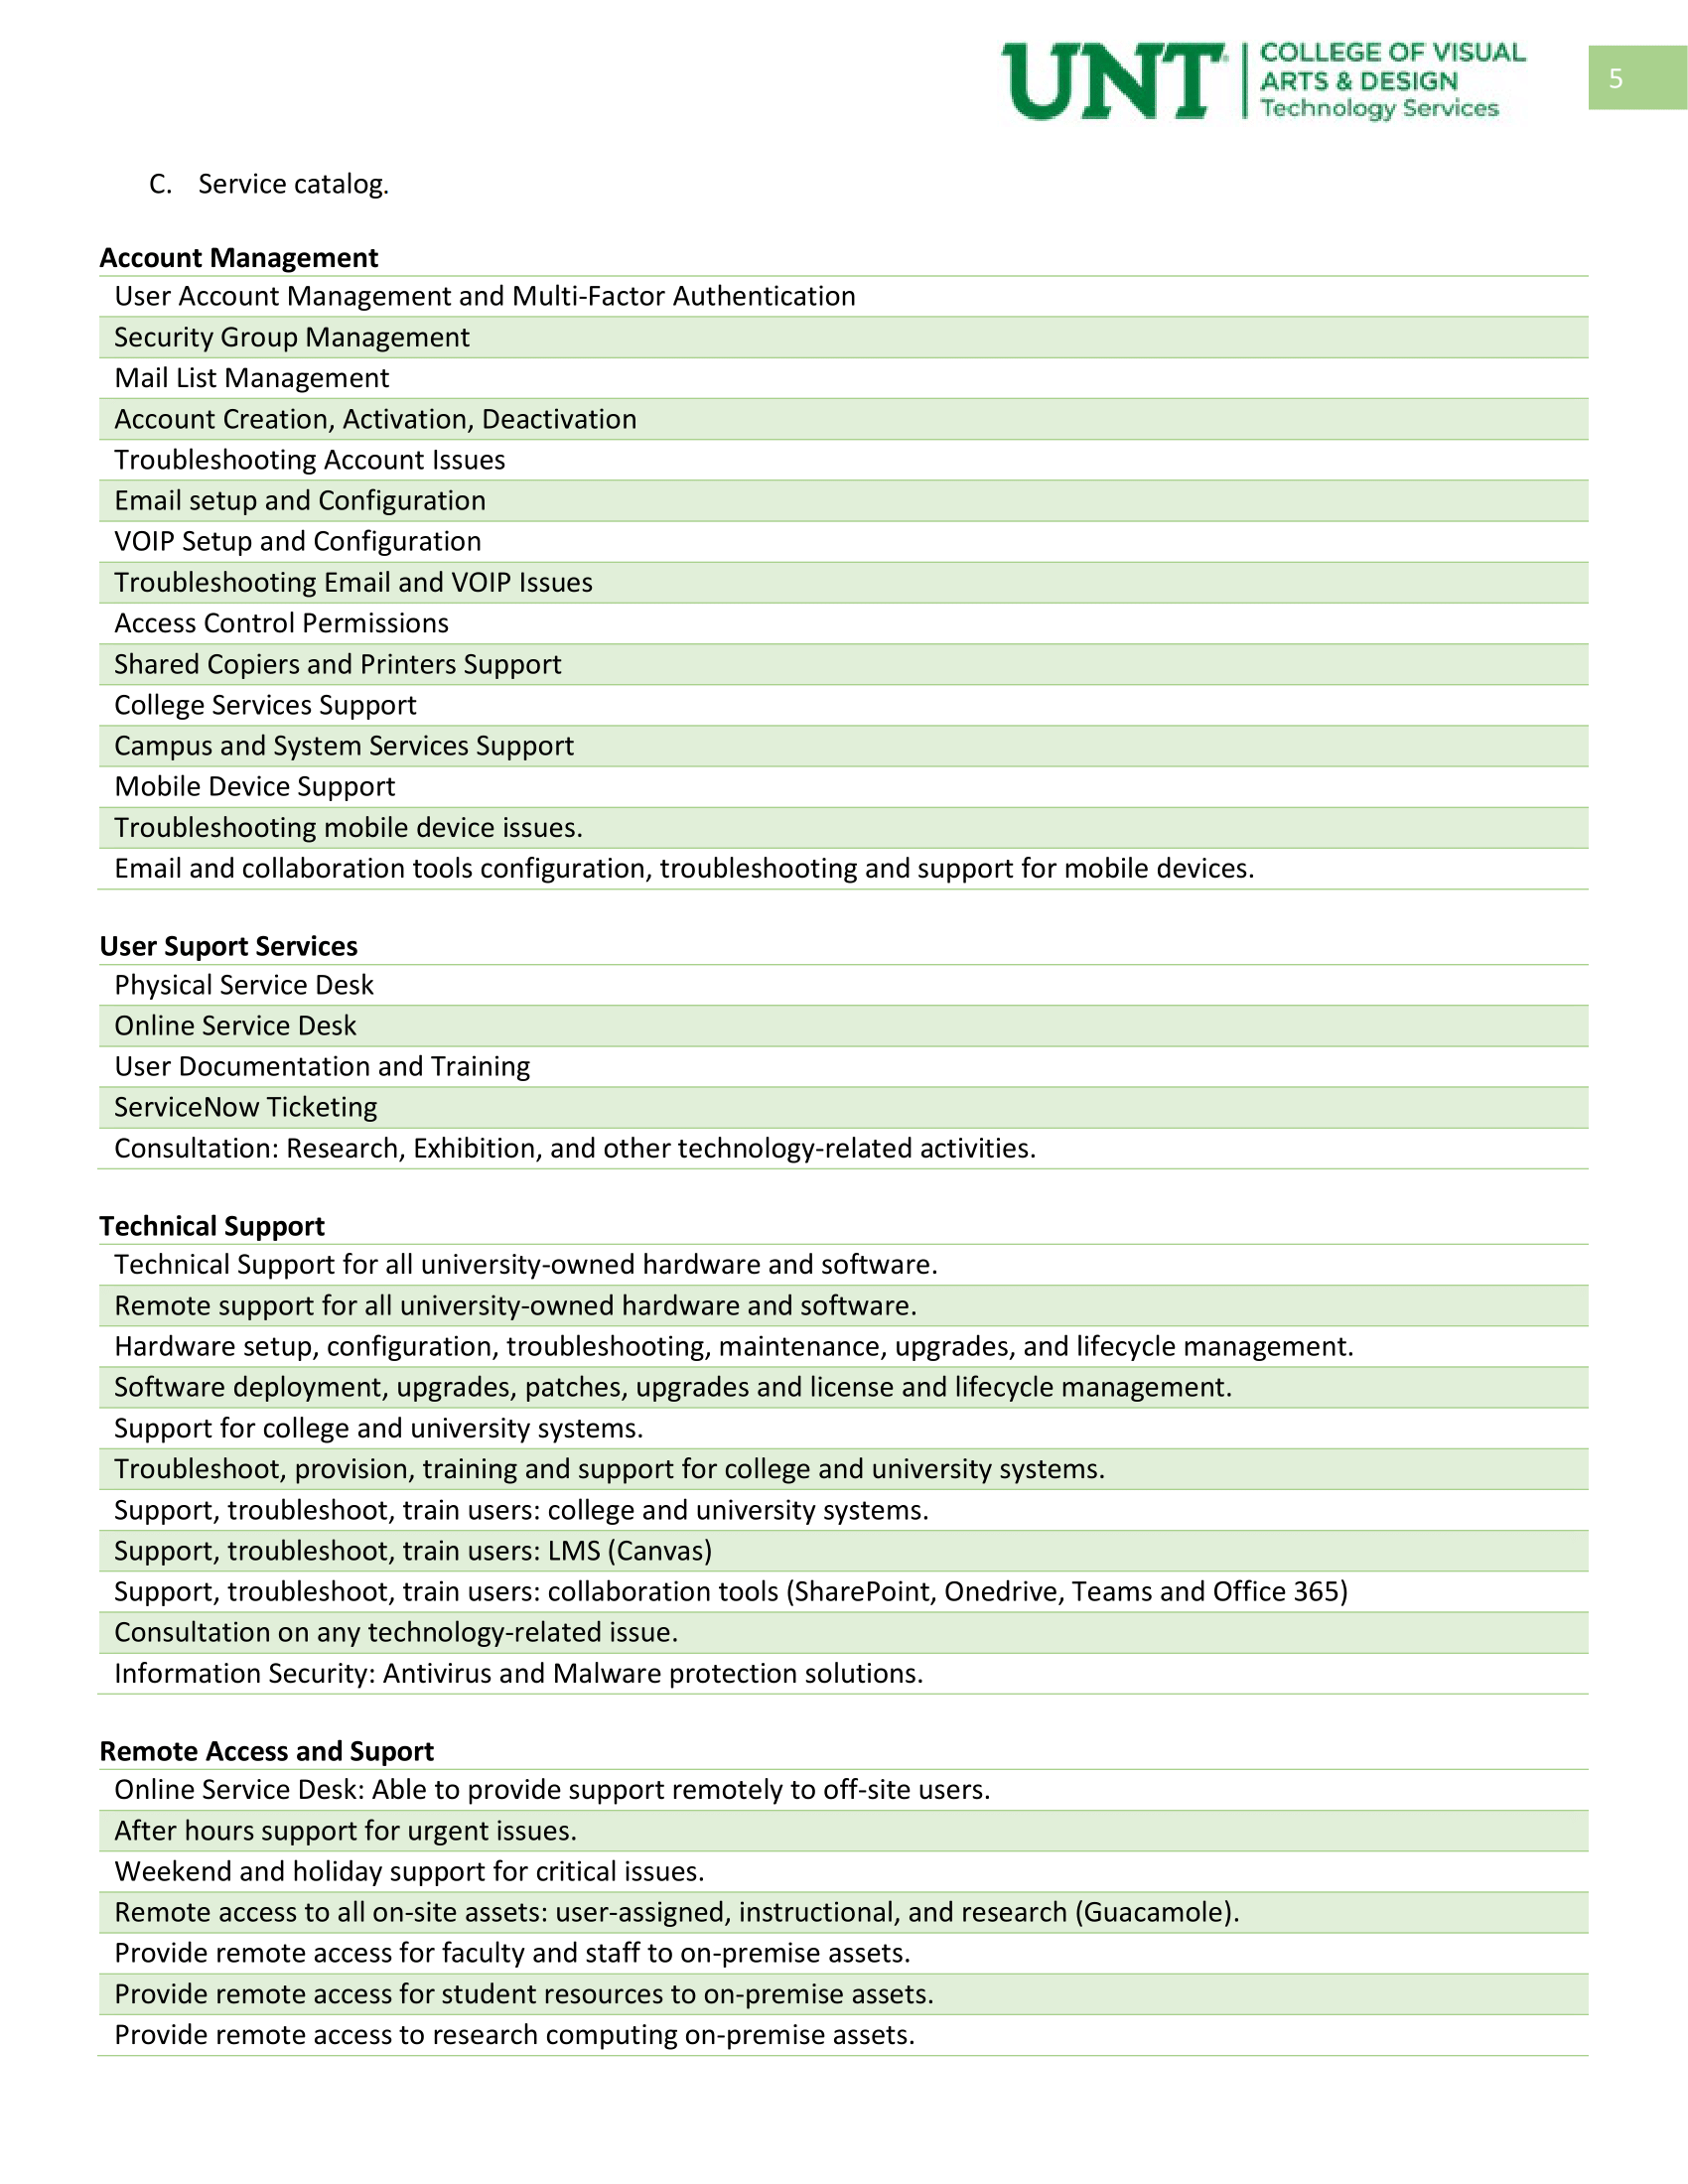 UNT
COLLEGE OF VISUAL
ARTS & DESIGN
Technology Services
5
C. Service catalog.
Account Management
User Account Management and Multi-Factor Authentication
Security Group Management
Mail List Management
Account Creation, Activation, Deactivation
Troubleshooting Account Issues
Email setup and Configuration
VOIP Setup and Configuration
Troubleshooting Email and VOIP Issues
Access Control Permissions
Shared Copiers and Printers Support
College Services Support
Campus and System Services Support
Mobile Device Support
Troubleshooting mobile device issues.
Email and collaboration tools configuration, troubleshooting and support for mobile devices.
User Suport Services
Physical Service Desk
Online Service Desk
User Documentation and Training
ServiceNow Ticketing
Consultation: Research, Exhibition, and other technology-related activities.
Technical Support
Technical Support for all university-owned hardware and software.
Remote support for all university-owned hardware and software.
Hardware setup, configuration, troubleshooting, maintenance, upgrades, and lifecycle management.
Software deployment, upgrades, patches, upgrades and license and lifecycle management.
Support for college and university systems.
Troubleshoot, provision, training and support for college and university systems.
Support, troubleshoot, train users: college and university systems.
Support, troubleshoot, train users: LMS (Canvas)
Support, troubleshoot, train users: collaboration tools (SharePoint, Onedrive, Teams and Office 365)
Consultation on any technology-related issue.
Information Security: Antivirus and Malware protection solutions.
Remote Access and Suport
Online Service Desk: Able to provide support remotely to off-site users.
After hours support for urgent issues.
Weekend and holiday support for critical issues.
Remote access to all on-site assets: user-assigned, instructional, and research (Guacamole).
Provide remote access for faculty and staff to on-premise assets.
Provide remote access for student resources to on-premise assets.
Provide remote access to research computing on-premise assets.